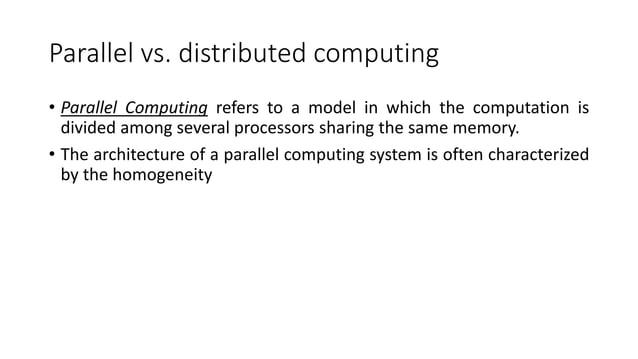 Parallel vs. distributed computing
• Parallel Computing refers to a model in which the computation is
divided among several processors sharing the same memory.
• The architecture of a parallel computing system is often characterized
by the homogeneity